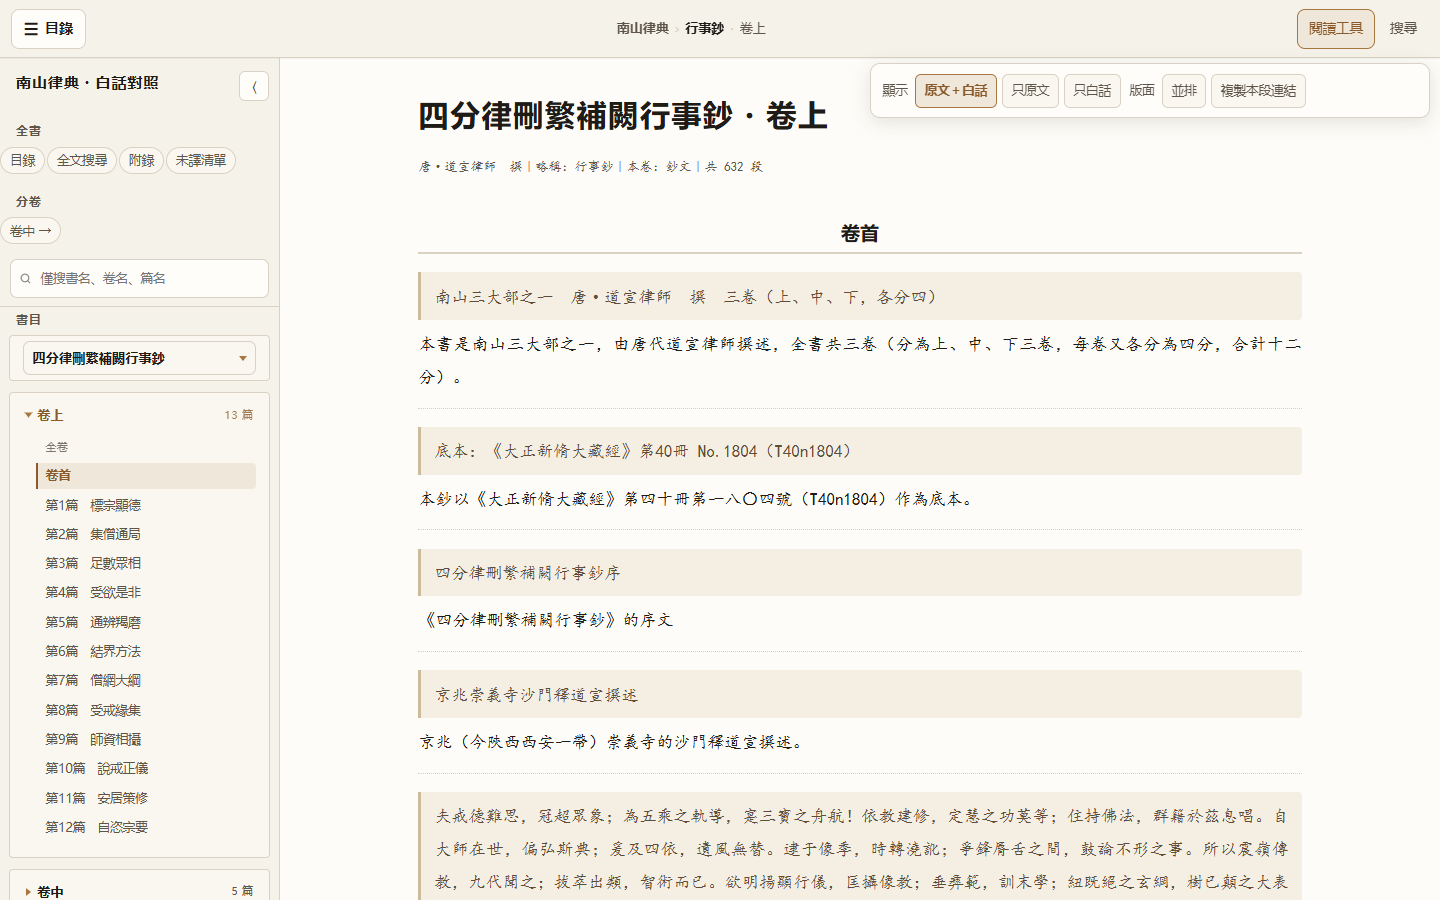 ☰ 目錄
南山律典 › 行事鈔 · 卷上
閱讀工具 搜尋
南山律典・白話對照
⟨
全書
目錄 全文搜尋 附錄 未譯清單
分卷
卷中 →
僅搜書名、卷名、篇名
書目
四分律刪繁補闕行事鈔
卷上 13 篇
全卷
卷首
第1篇 標宗顯德
第2篇 集僧通局
第3篇 足數眾相
第4篇 受欲是非
第5篇 通辨羯磨
第6篇 結界方法
第7篇 僧網大綱
第8篇 受戒緣集
第9篇 師資相攝
第10篇 說戒正儀
第11篇 安居策修
第12篇 自恣宗要
卷中 5 篇
顯示 原文+白話 只原文 只白話 版面 並排 複製本段連結
四分律刪繁補闕行事鈔・卷上
唐・道宣律師 撰｜略稱：行事鈔｜本卷：鈔文｜共 632 段
卷首
南山三大部之一 唐・道宣律師 撰 三卷（上、中、下，各分四）
本書是南山三大部之一，由唐代道宣律師撰述，全書共三卷（分為上、中、下三卷，每卷又各分為四分，合計十二
分）。
底本：《大正新脩大藏經》第40冊 No. 1804（T40n1804）
本鈔以《大正新脩大藏經》第四十冊第一八〇四號（T40n1804）作為底本。
四分律刪繁補闕行事鈔序
《四分律刪繁補闕行事鈔》的序文
京兆崇義寺沙門釋道宣撰述
京兆（今陝西西安一帶）崇義寺的沙門釋道宣撰述。
夫戒德難思，冠超眾象；為五乘之軌導，寔三寶之舟航！依教建修，定慧之功莫等；住持佛法，群籍於茲息唱。自
大師在世，偏弘斯典；爰及四依，遺風無替。逮于像季，時轉澆訛；爭鋒脣舌之間，鼓論不形之事。所以震嶺傳
教，九代聞之；拔萃出類，智術而已。欲明揚顯行儀，匡攝像教；垂彝範，訓末學；紐既絕之玄綱，樹已顛之大表